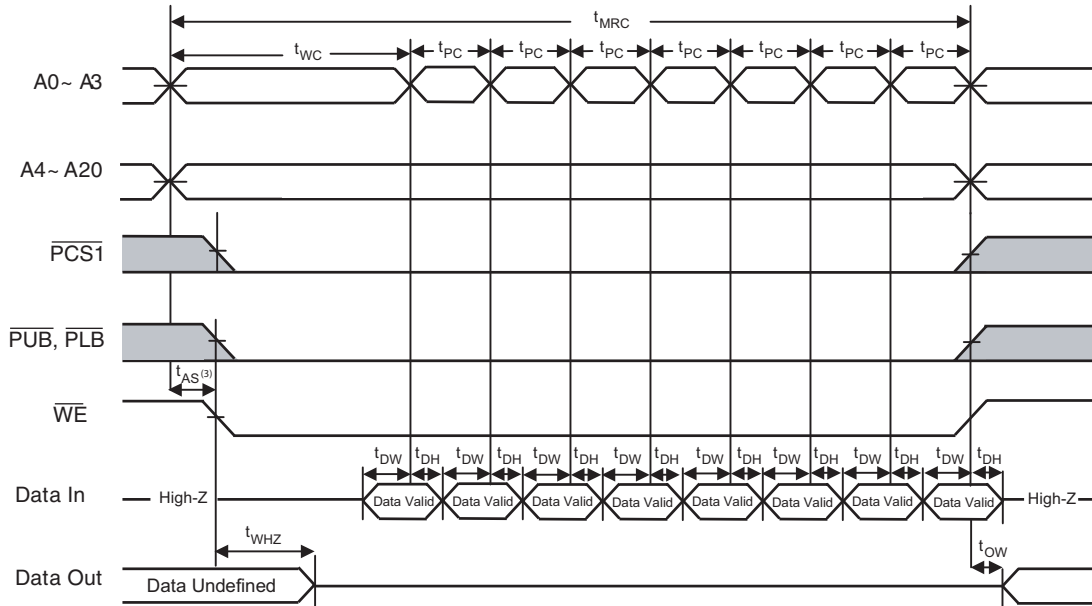 tMRC
tWC tPC tPC tPC tPC tPC tPC tPC
A0~ A3
A4~ A20
PCS1
PUB, PLB
tAS(3)
WE
tDW tDH tDW tDH tDW tDH tDW tDH tDW tDH tDW tDH tDW tDH tDW tDH
Data In High-Z Data Valid Data Valid Data Valid Data Valid Data Valid Data Valid Data Valid Data Valid High-Z
tWHZ tOW
Data Out Data Undefined